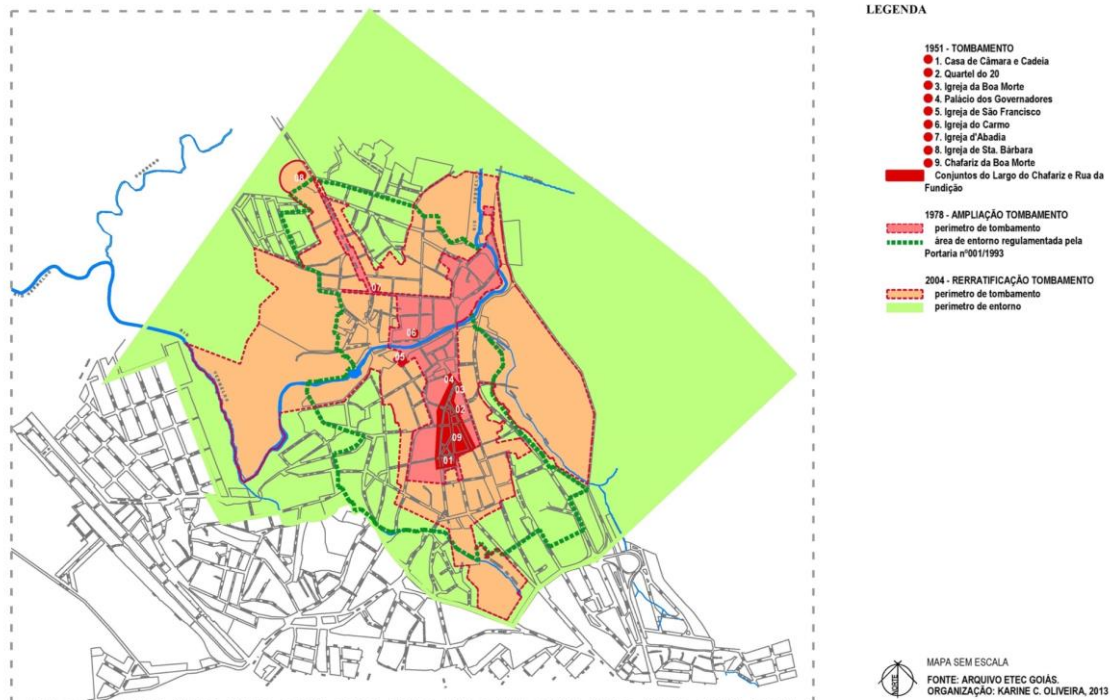 LEGENDA
1951 - TOMBAMENTO
1. Casa de Câmara e Cadeia
2. Quartel do 20
3. Igreja da Boa Morte
4. Palácio dos Governadores
5. Igreja de São Francisco
6. Igreja do Carmo
7. Igreja d'Abadia
8. Igreja de Sta. Bárbara
9. Chafariz da Boa Morte
Conjuntos do Largo do Chafariz e Rua da
Fundição
1978 - AMPLIAÇÃO TOMBAMENTO
perimetro de tombamento
área de entorno regulamentada pela
Portaria nº001/1993
2004 - RERRATIFICAÇÃO TOMBAMENTO
perimetro de tombamento
perimetro de entorno
08
07
06
05
04
03
02
09
01
NORTE
MAPA SEM ESCALA
FONTE: ARQUIVO ETEC GOIÁS.
ORGANIZAÇÃO: KARINE C. OLIVEIRA,